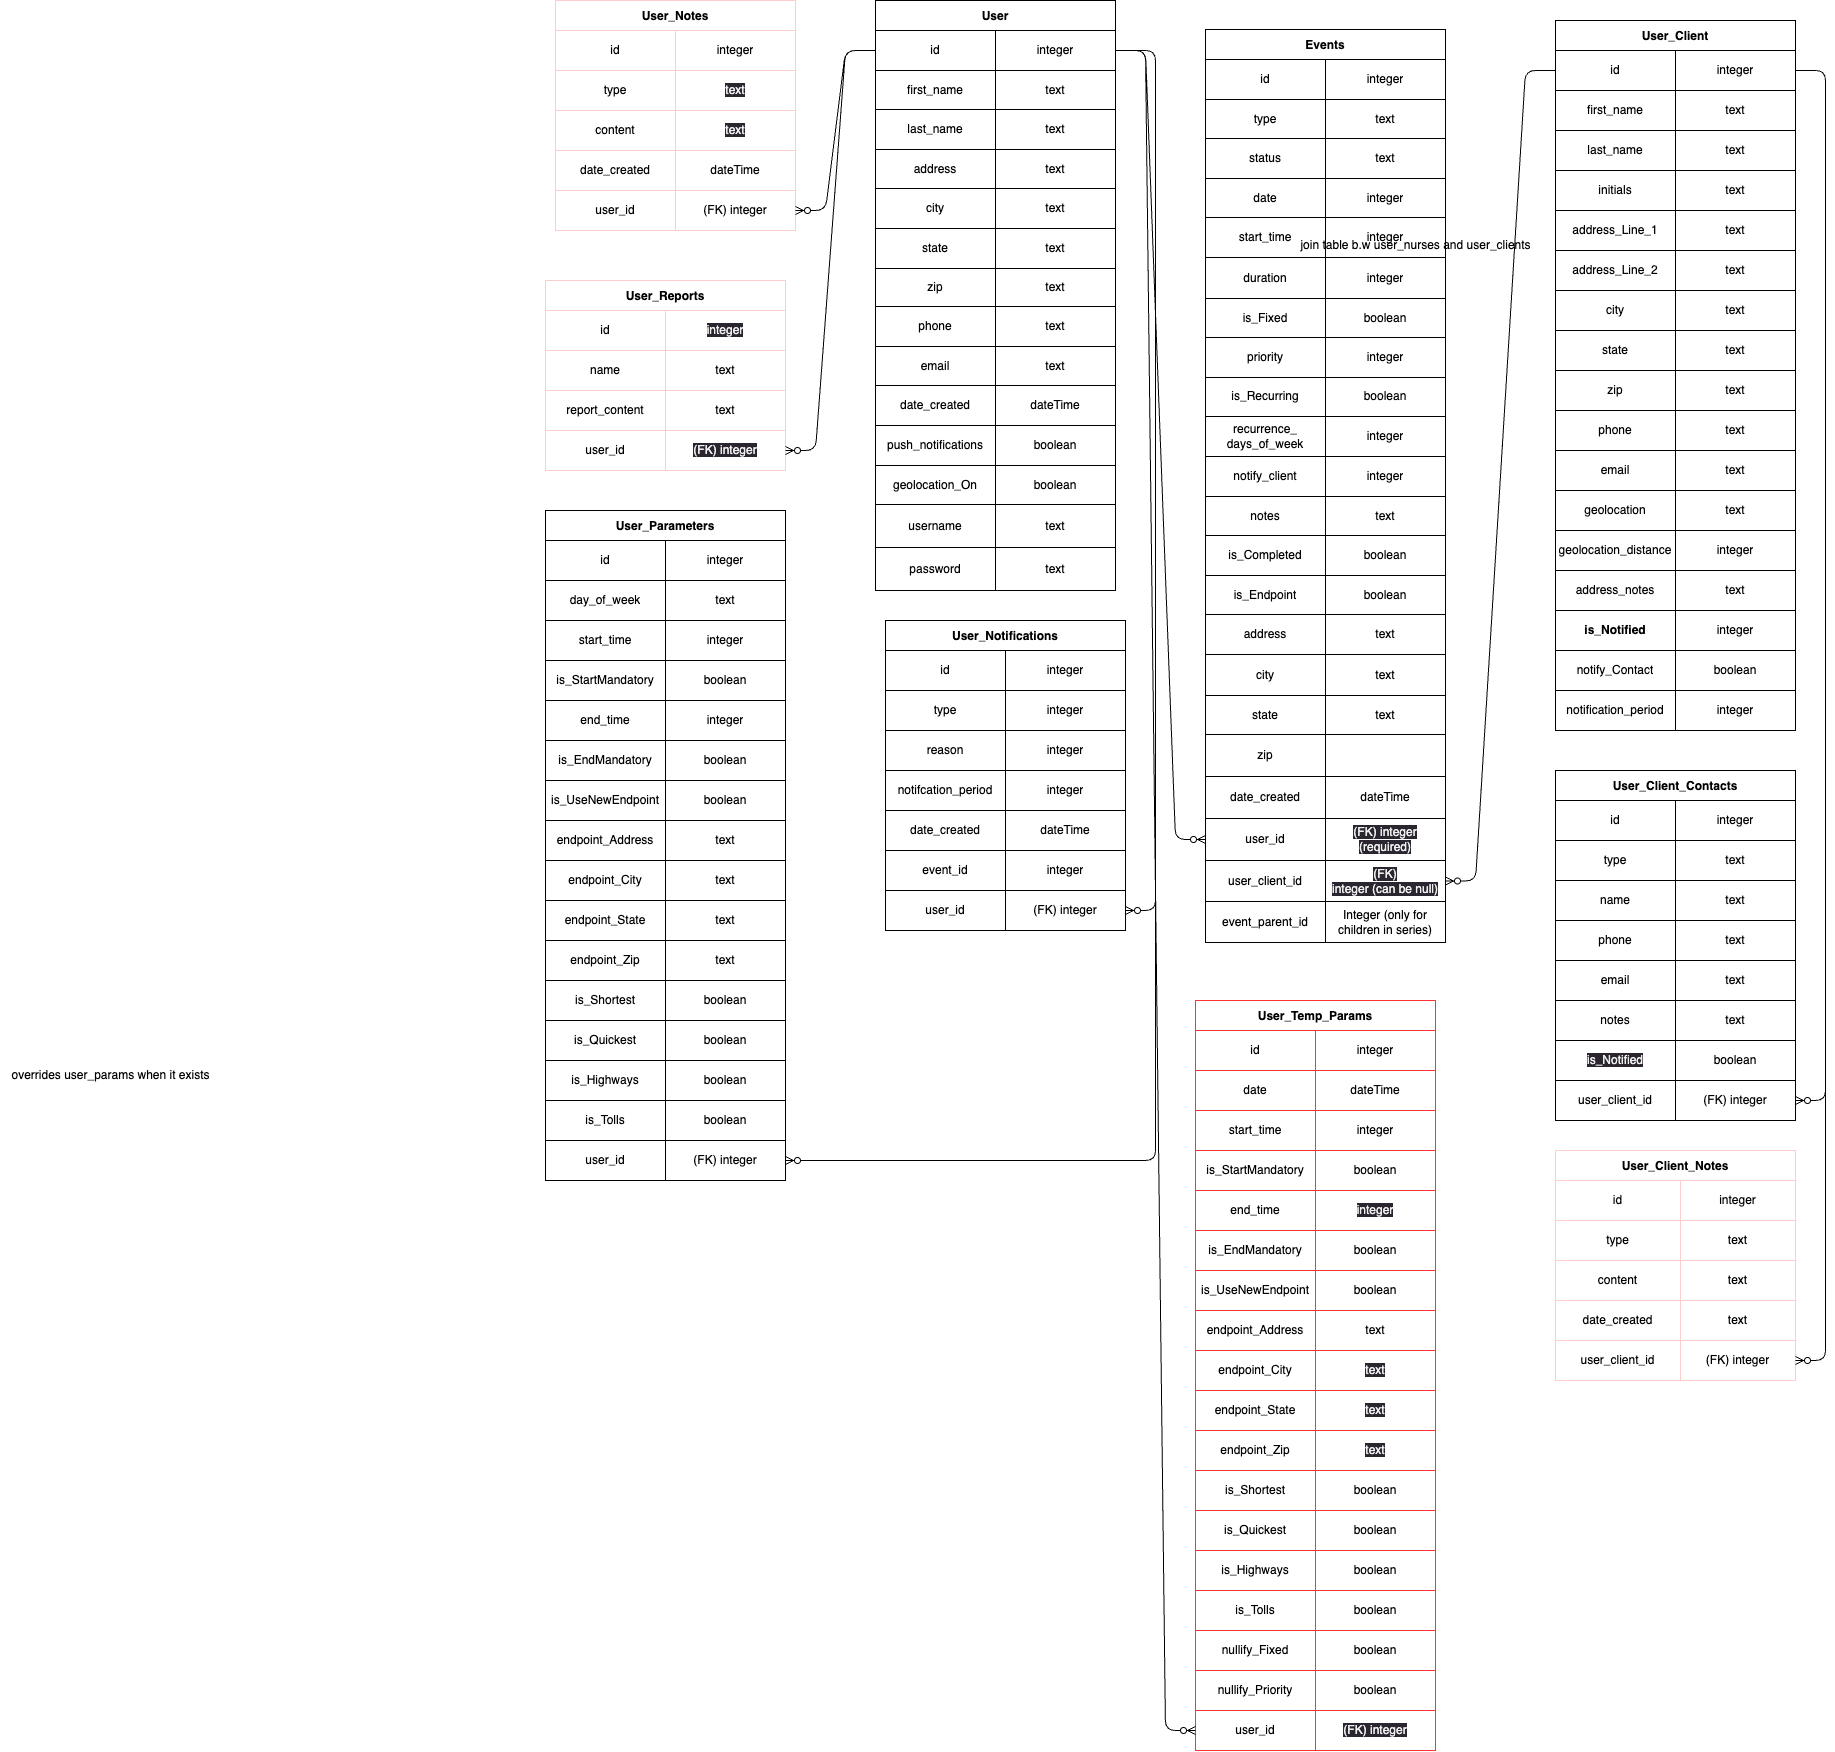 User_Notes
id integer
type text
content text
date_created dateTime
user_id (FK) integer
User_Reports
id integer
name text
report_content text
user_id (FK) integer
User_Parameters
id integer
day_of_week text
start_time integer
is_StartMandatory boolean
end_time integer
is_EndMandatory boolean
is_UseNewEndpoint boolean
endpoint_Address text
endpoint_City text
endpoint_State text
endpoint_Zip text
is_Shortest boolean
is_Quickest boolean
is_Highways boolean
is_Tolls boolean
user_id (FK) integer
overrides user_params when it exists
User
id integer
first_name text
last_name text
address text
city text
state text
zip text
phone text
email text
date_created dateTime
push_notifications boolean
geolocation_On boolean
username text
password text
User_Notifications
id integer
type integer
reason integer
notifcation_period integer
date_created dateTime
event_id integer
user_id (FK) integer
Events
id integer
type text
status text
date integer
start_time integer
join table b.w user_nurses and user_clients
duration integer
is_Fixed boolean
priority integer
is_Recurring boolean
recurrence_
days_of_week integer
notify_client integer
notes text
is_Completed boolean
is_Endpoint boolean
address text
city text
state text
zip
date_created dateTime
user_id (FK) integer
(required)
user_client_id (FK)
integer (can be null)
event_parent_id Integer (only for
children in series)
User_Temp_Params
id integer
date dateTime
start_time integer
is_StartMandatory boolean
end_time integer
is_EndMandatory boolean
is_UseNewEndpoint boolean
endpoint_Address text
endpoint_City text
endpoint_State text
endpoint_Zip text
is_Shortest boolean
is_Quickest boolean
is_Highways boolean
is_Tolls boolean
nullify_Fixed boolean
nullify_Priority boolean
user_id (FK) integer
User_Client
id integer
first_name text
last_name text
initials text
address_Line_1 text
address_Line_2 text
city text
state text
zip text
phone text
email text
geolocation text
geolocation_distance integer
address_notes text
is_Notified integer
notify_Contact boolean
notification_period integer
User_Client_Contacts
id integer
type text
name text
phone text
email text
notes text
is_Notified boolean
user_client_id (FK) integer
User_Client_Notes
id integer
type text
content text
date_created text
user_client_id (FK) integer